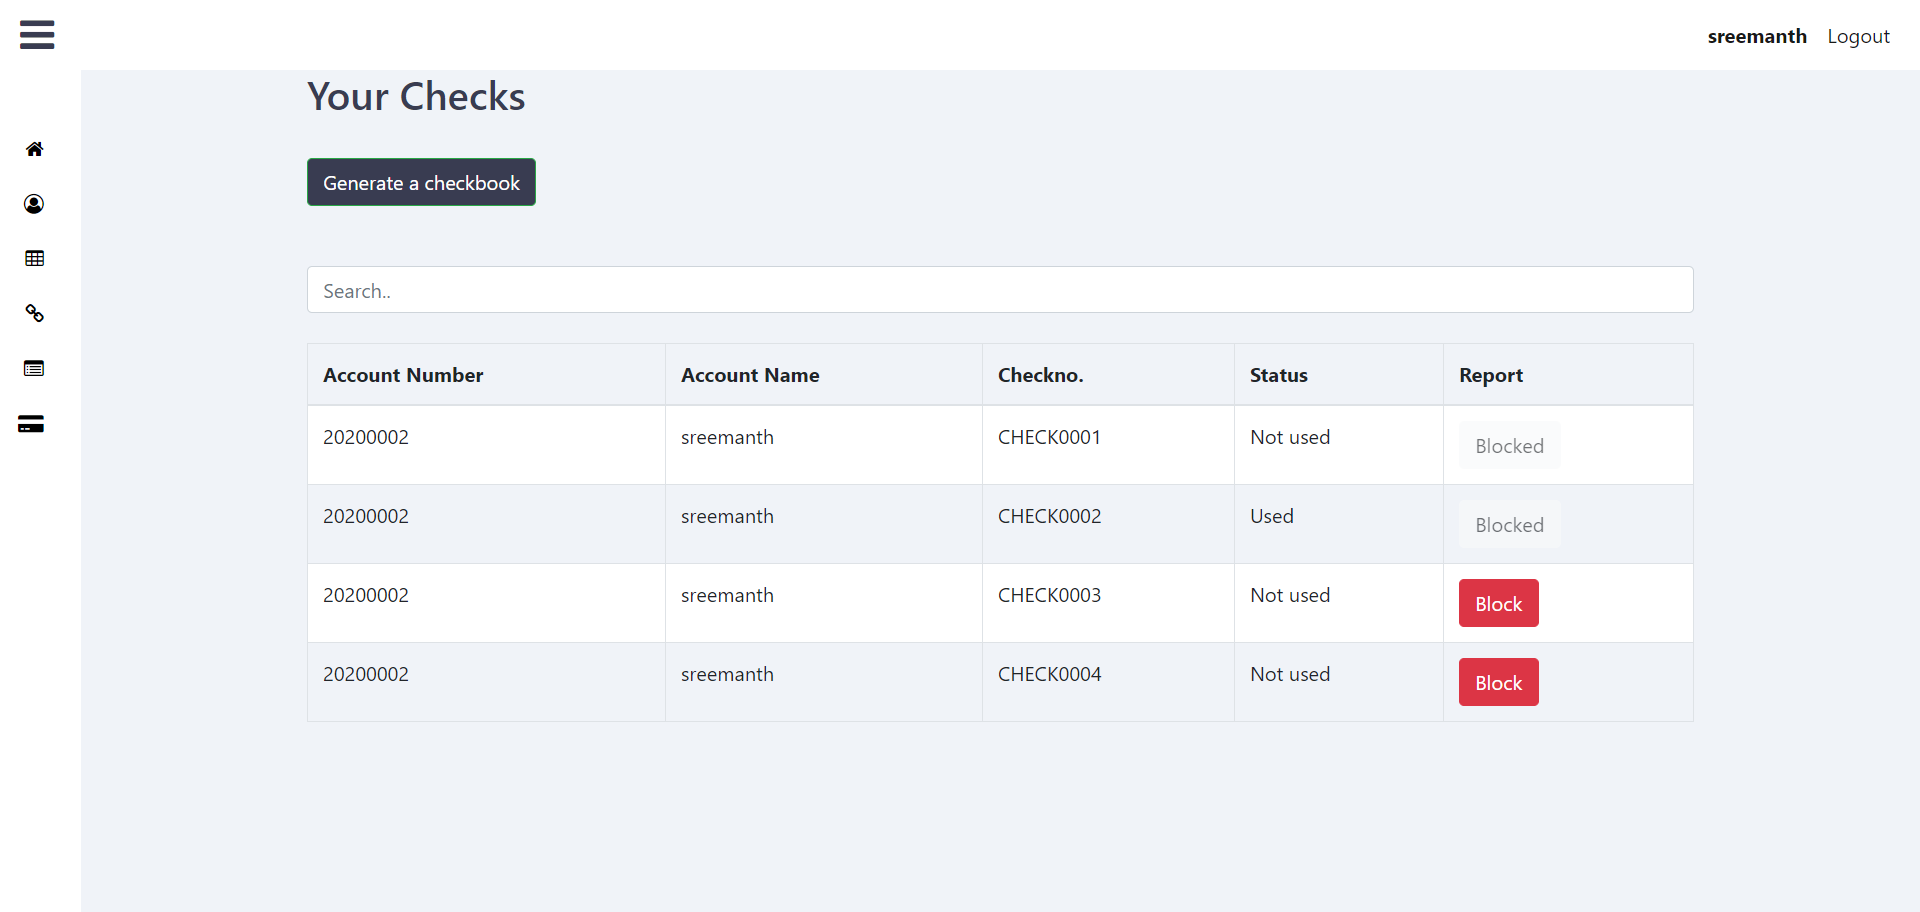 sreemanth Logout
Your Checks
Generate a checkbook
Search..
Account Number Account Name Checkno. Status Report
20200002 sreemanth CHECK0001 Not used Blocked
20200002 sreemanth CHECK0002 Used Blocked
20200002 sreemanth CHECK0003 Not used Block
20200002 sreemanth CHECK0004 Not used Block